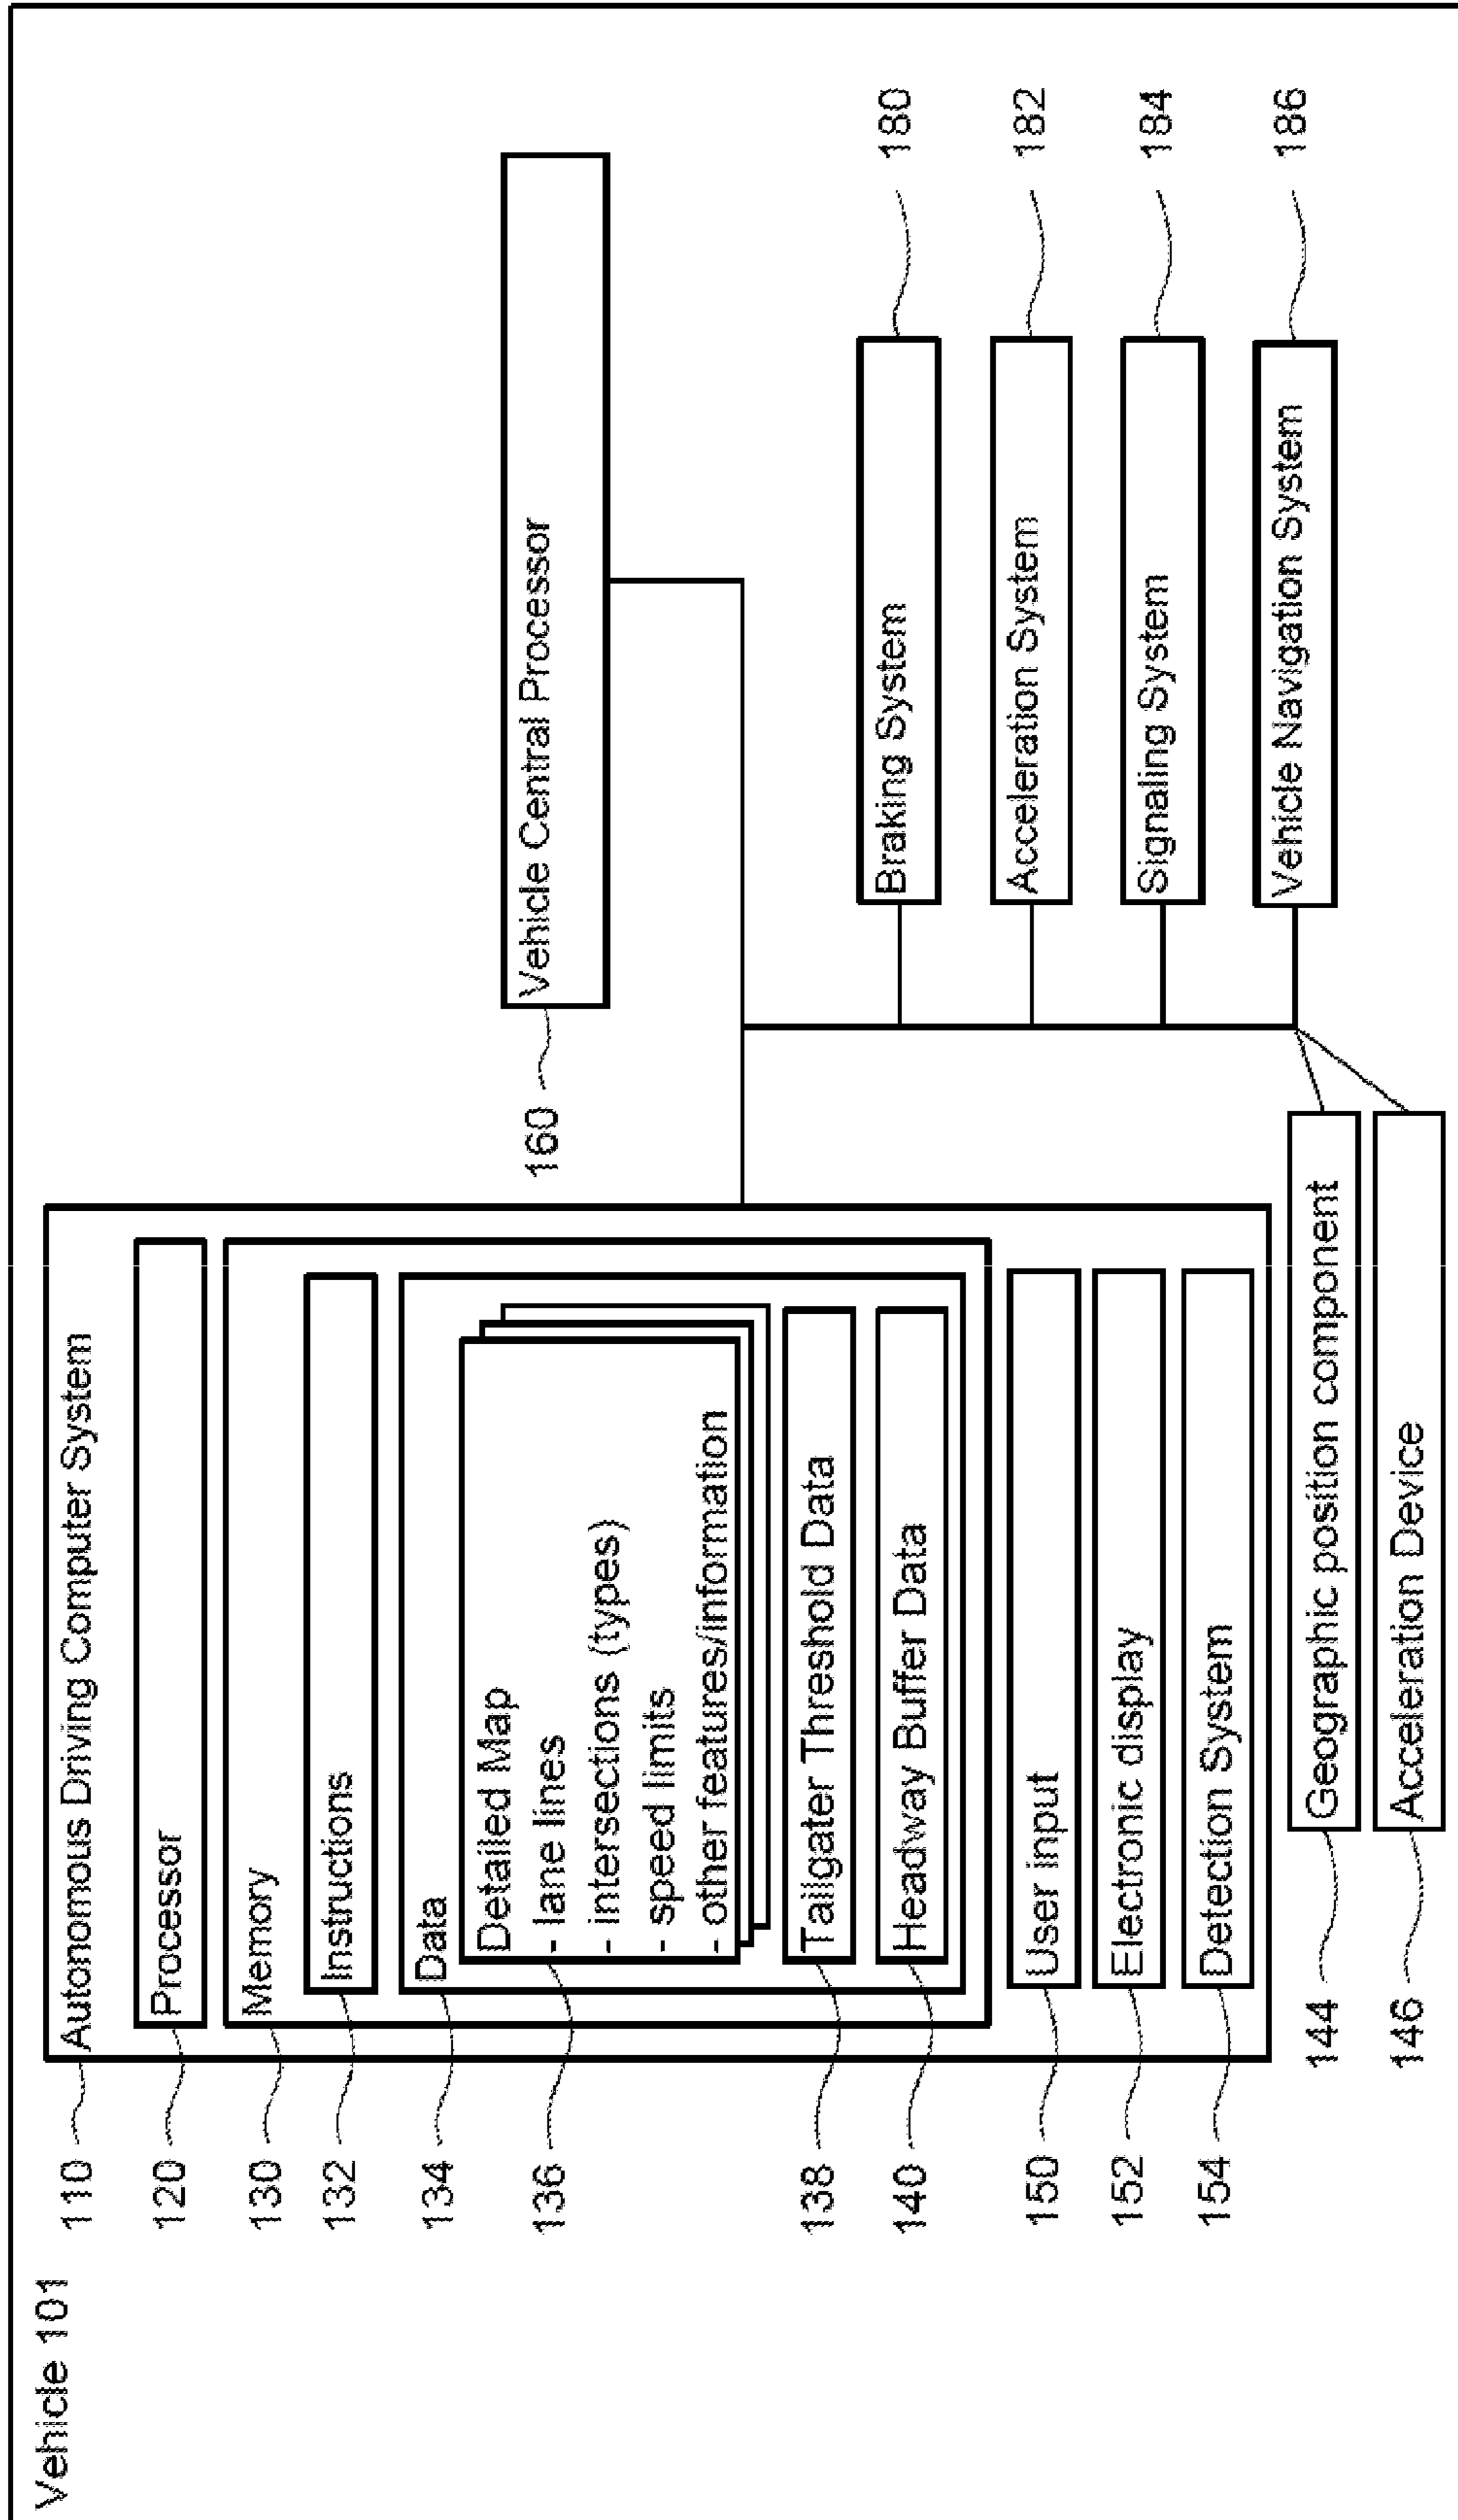 Vehicle 101
110
Autonomous Driving Computer System
120
Processor
130
Memory
132
Instructions
134
Data
136
Detailed Map
- lane lines
- intersections (types)
- speed limits
- other features/information
138
Tailgater Threshold Data
140
Headway Buffer Data
150
User input
152
Electronic display
154
Detection System
144
Geographic position component
146
Acceleration Device
160
Vehicle Central Processor
Braking System
180
Acceleration System
182
Signaling System
184
Vehicle Navigation System
186